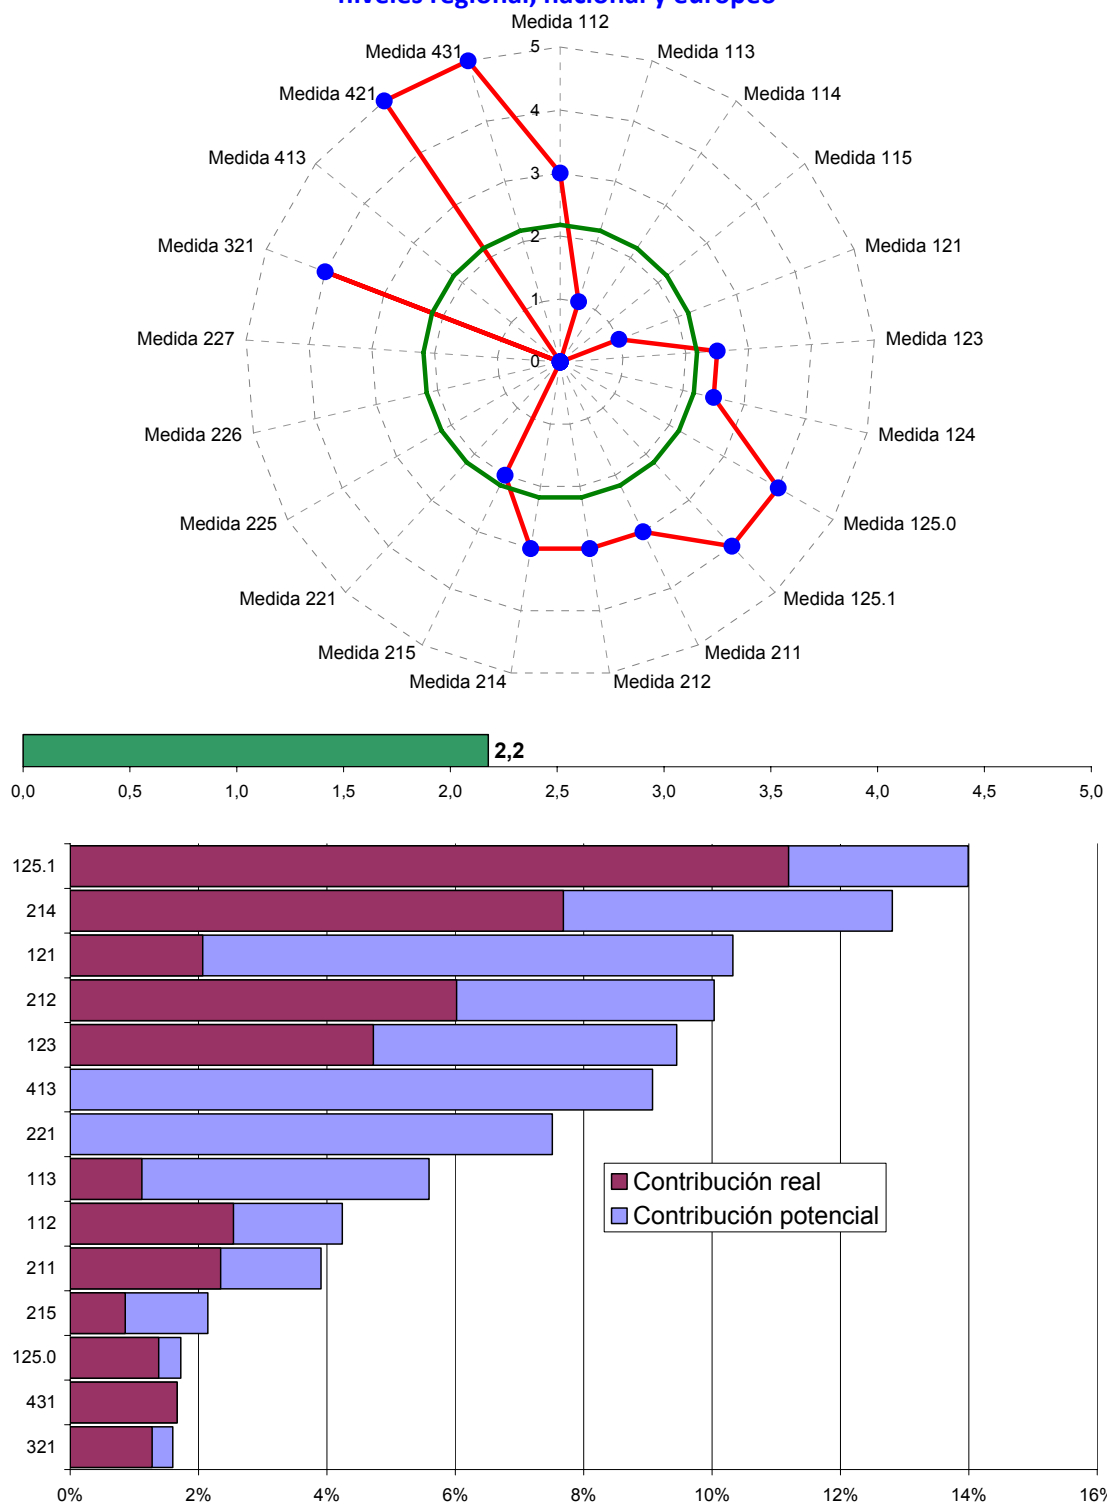 niveles regional, nacional y europeo
Medida 112
Medida 431
5
Medida 113
Medida 421
4
Medida 114
Medida 413
3
Medida 115
Medida 321
2
Medida 121
Medida 227
1
Medida 123
0
Medida 226
Medida 124
Medida 225
Medida 125.0
Medida 221
Medida 125.1
Medida 215
Medida 211
Medida 214
Medida 212
2,2
0,0 0,5 1,0 1,5 2,0 2,5 3,0 3,5 4,0 4,5 5,0
125.1
214
121
212
123
413
221
113
Contribución real
112
Contribución potencial
211
215
125.0
431
321
0% 2% 4% 6% 8% 10% 12% 14% 16%